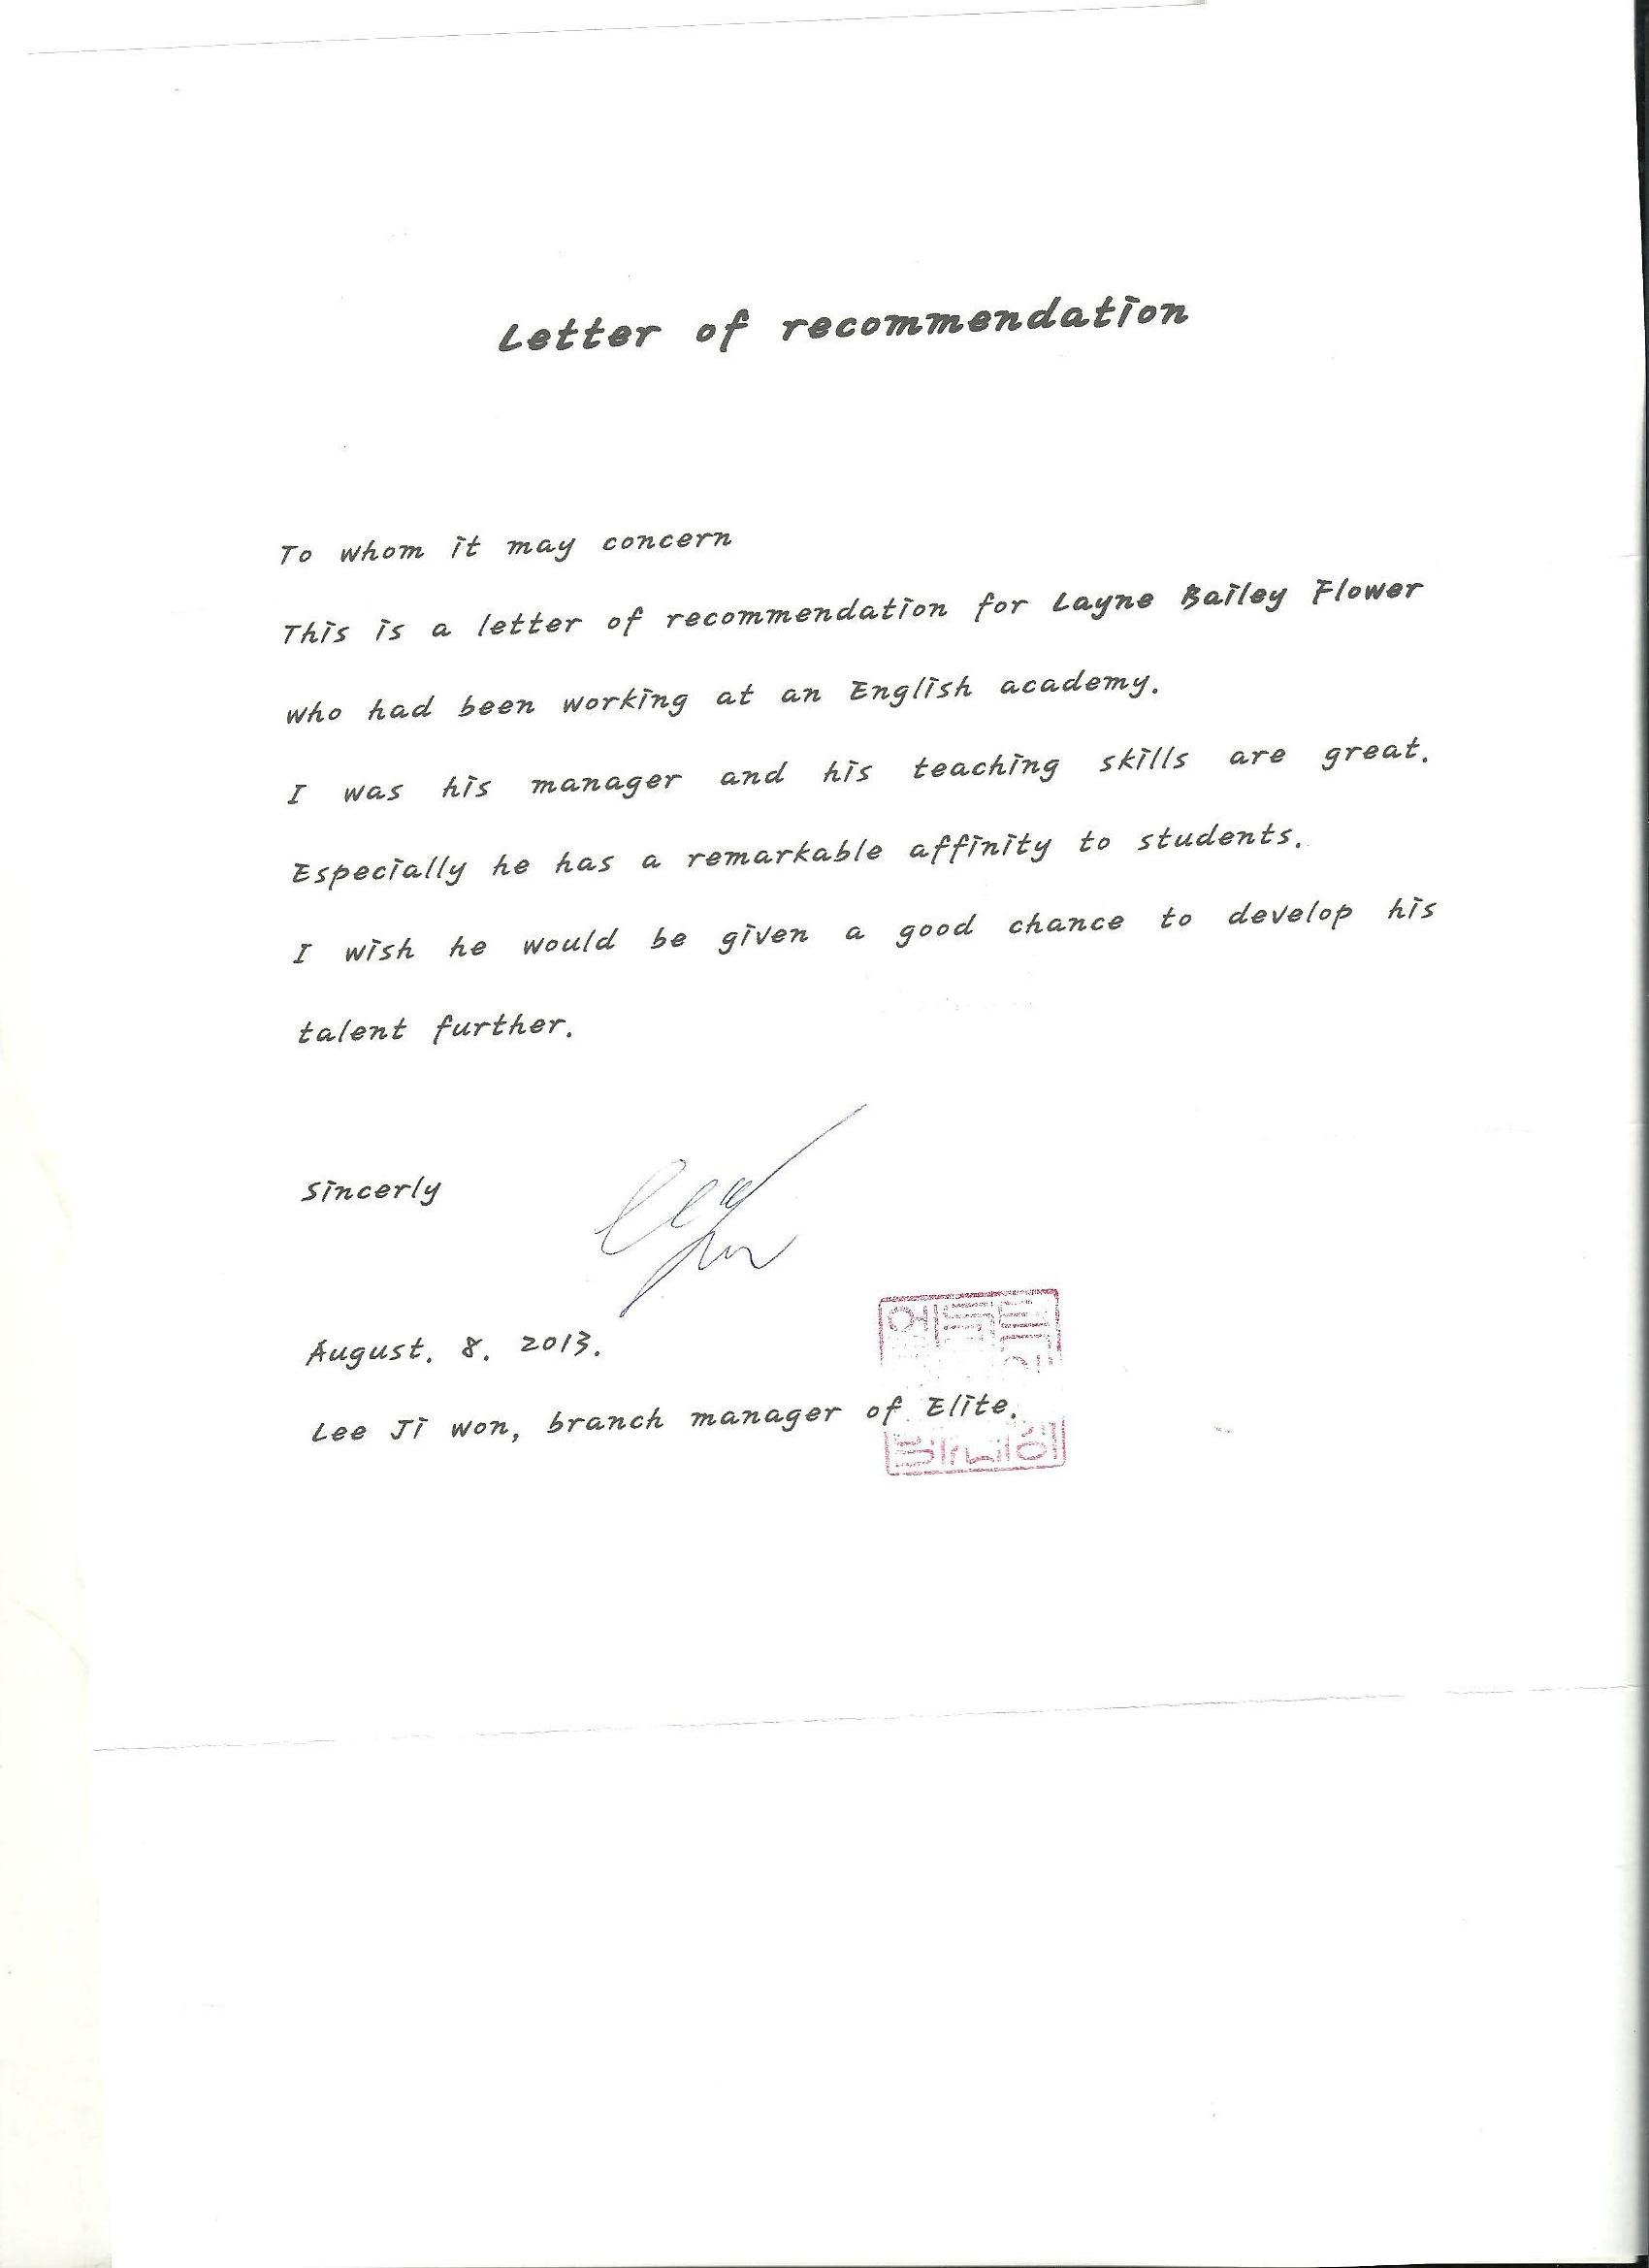 Letter of recommendation
To whom it may concern
This is a letter of recommendation for Layne Bailey Flower
who had been working at an English academy.
I was his manager and his teaching skills are great.
Especially he has a remarkable affinity to students.
I wish he would be given a good chance to develop his
talent further.
Sincerly
August. 8. 2013.
Lee Ji won, branch manager of Elite.